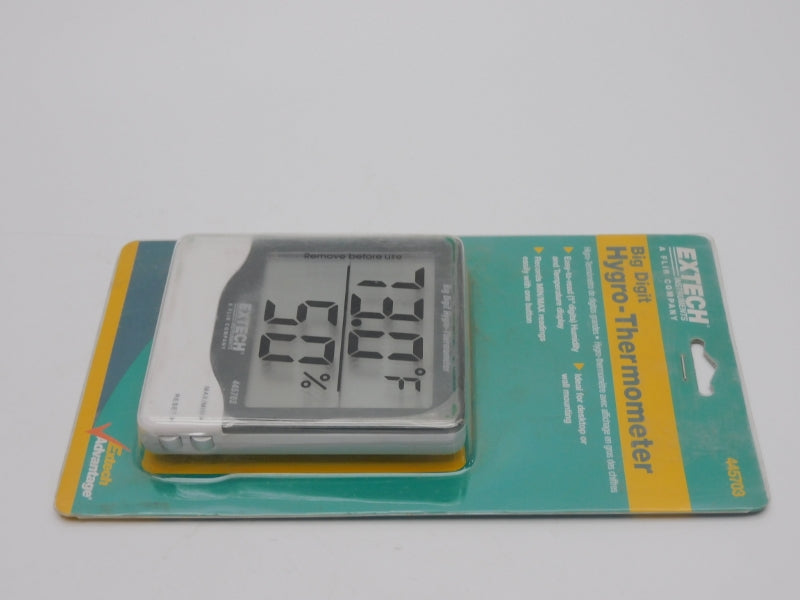 EXTECH
INSTRUMENTS
A FLIR COMPANY
Big Digit
Hygro-Thermometer
Easy-to-read (1" display) Humidity
and Temperature display
Records MIN/MAX readings
easily with one button
Ideal for desktop or
wall mounting
445703
Big Digit Hygro-Thermometer
Remove before use
73.0°F
50%
EXTECH
A FLIR COMPANY
445703
MAX/MIN
RESET
Extech
Advantage